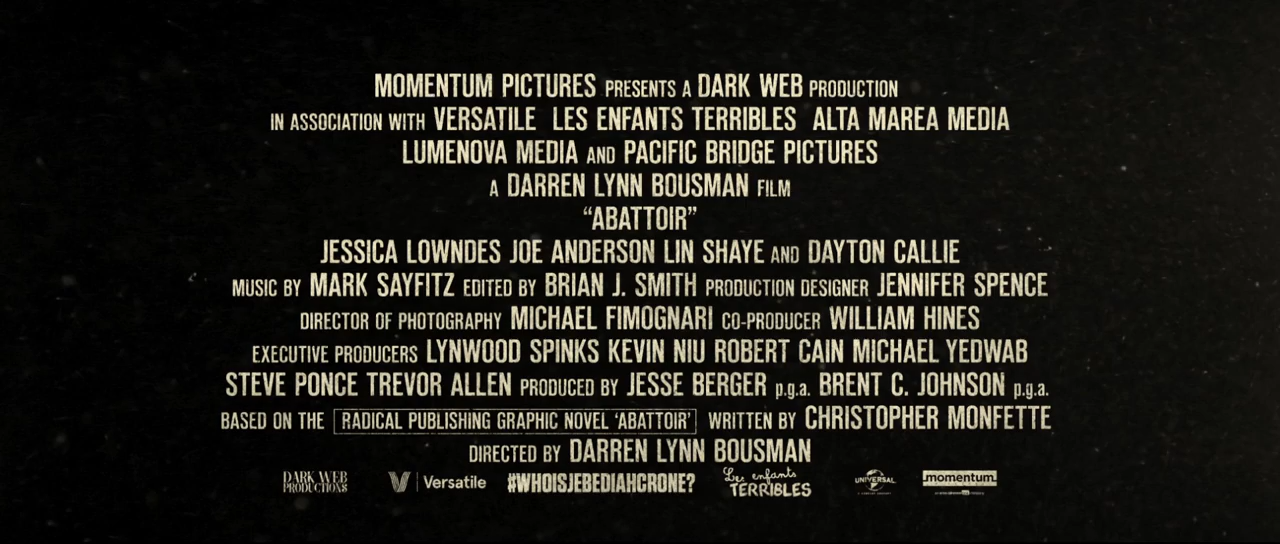 MOMENTUM PICTURES PRESENTS A DARK WEB PRODUCTION
IN ASSOCIATION WITH VERSATILE LES ENFANTS TERRIBLES ALTA MAREA MEDIA
LUMENOVA MEDIA AND PACIFIC BRIDGE PICTURES
A DARREN LYNN BOUSMAN FILM
“ABATTOIR”
JESSICA LOWNDES JOE ANDERSON LIN SHAYE AND DAYTON CALLIE
MUSIC BY MARK SAYFITZ EDITED BY BRIAN J. SMITH PRODUCTION DESIGNER JENNIFER SPENCE
DIRECTOR OF PHOTOGRAPHY MICHAEL FIMOGNARI CO-PRODUCER WILLIAM HINES
EXECUTIVE PRODUCERS LYNWOOD SPINKS KEVIN NIU ROBERT CAIN MICHAEL YEDWAB
STEVE PONCE TREVOR ALLEN PRODUCED BY JESSE BERGER p.g.a. BRENT C. JOHNSON p.g.a.
BASED ON THE RADICAL PUBLISHING GRAPHIC NOVEL ‘ABATTOIR’ WRITTEN BY CHRISTOPHER MONFETTE
DIRECTED BY DARREN LYNN BOUSMAN
DARK WEB PRODUCTIONS Versatile #WHOISJEBEDIAHCRONE? Les enfants TERRIBLES UNIVERSAL momentum